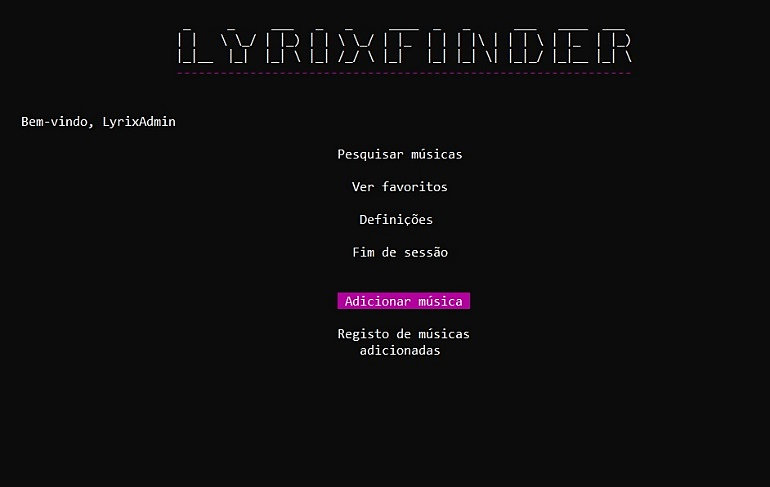 LYRIXFINDER
Bem-vindo, LyrixAdmin
Pesquisar músicas
Ver favoritos
Definições
Fim de sessão
Adicionar música
Registo de músicas
adicionadas